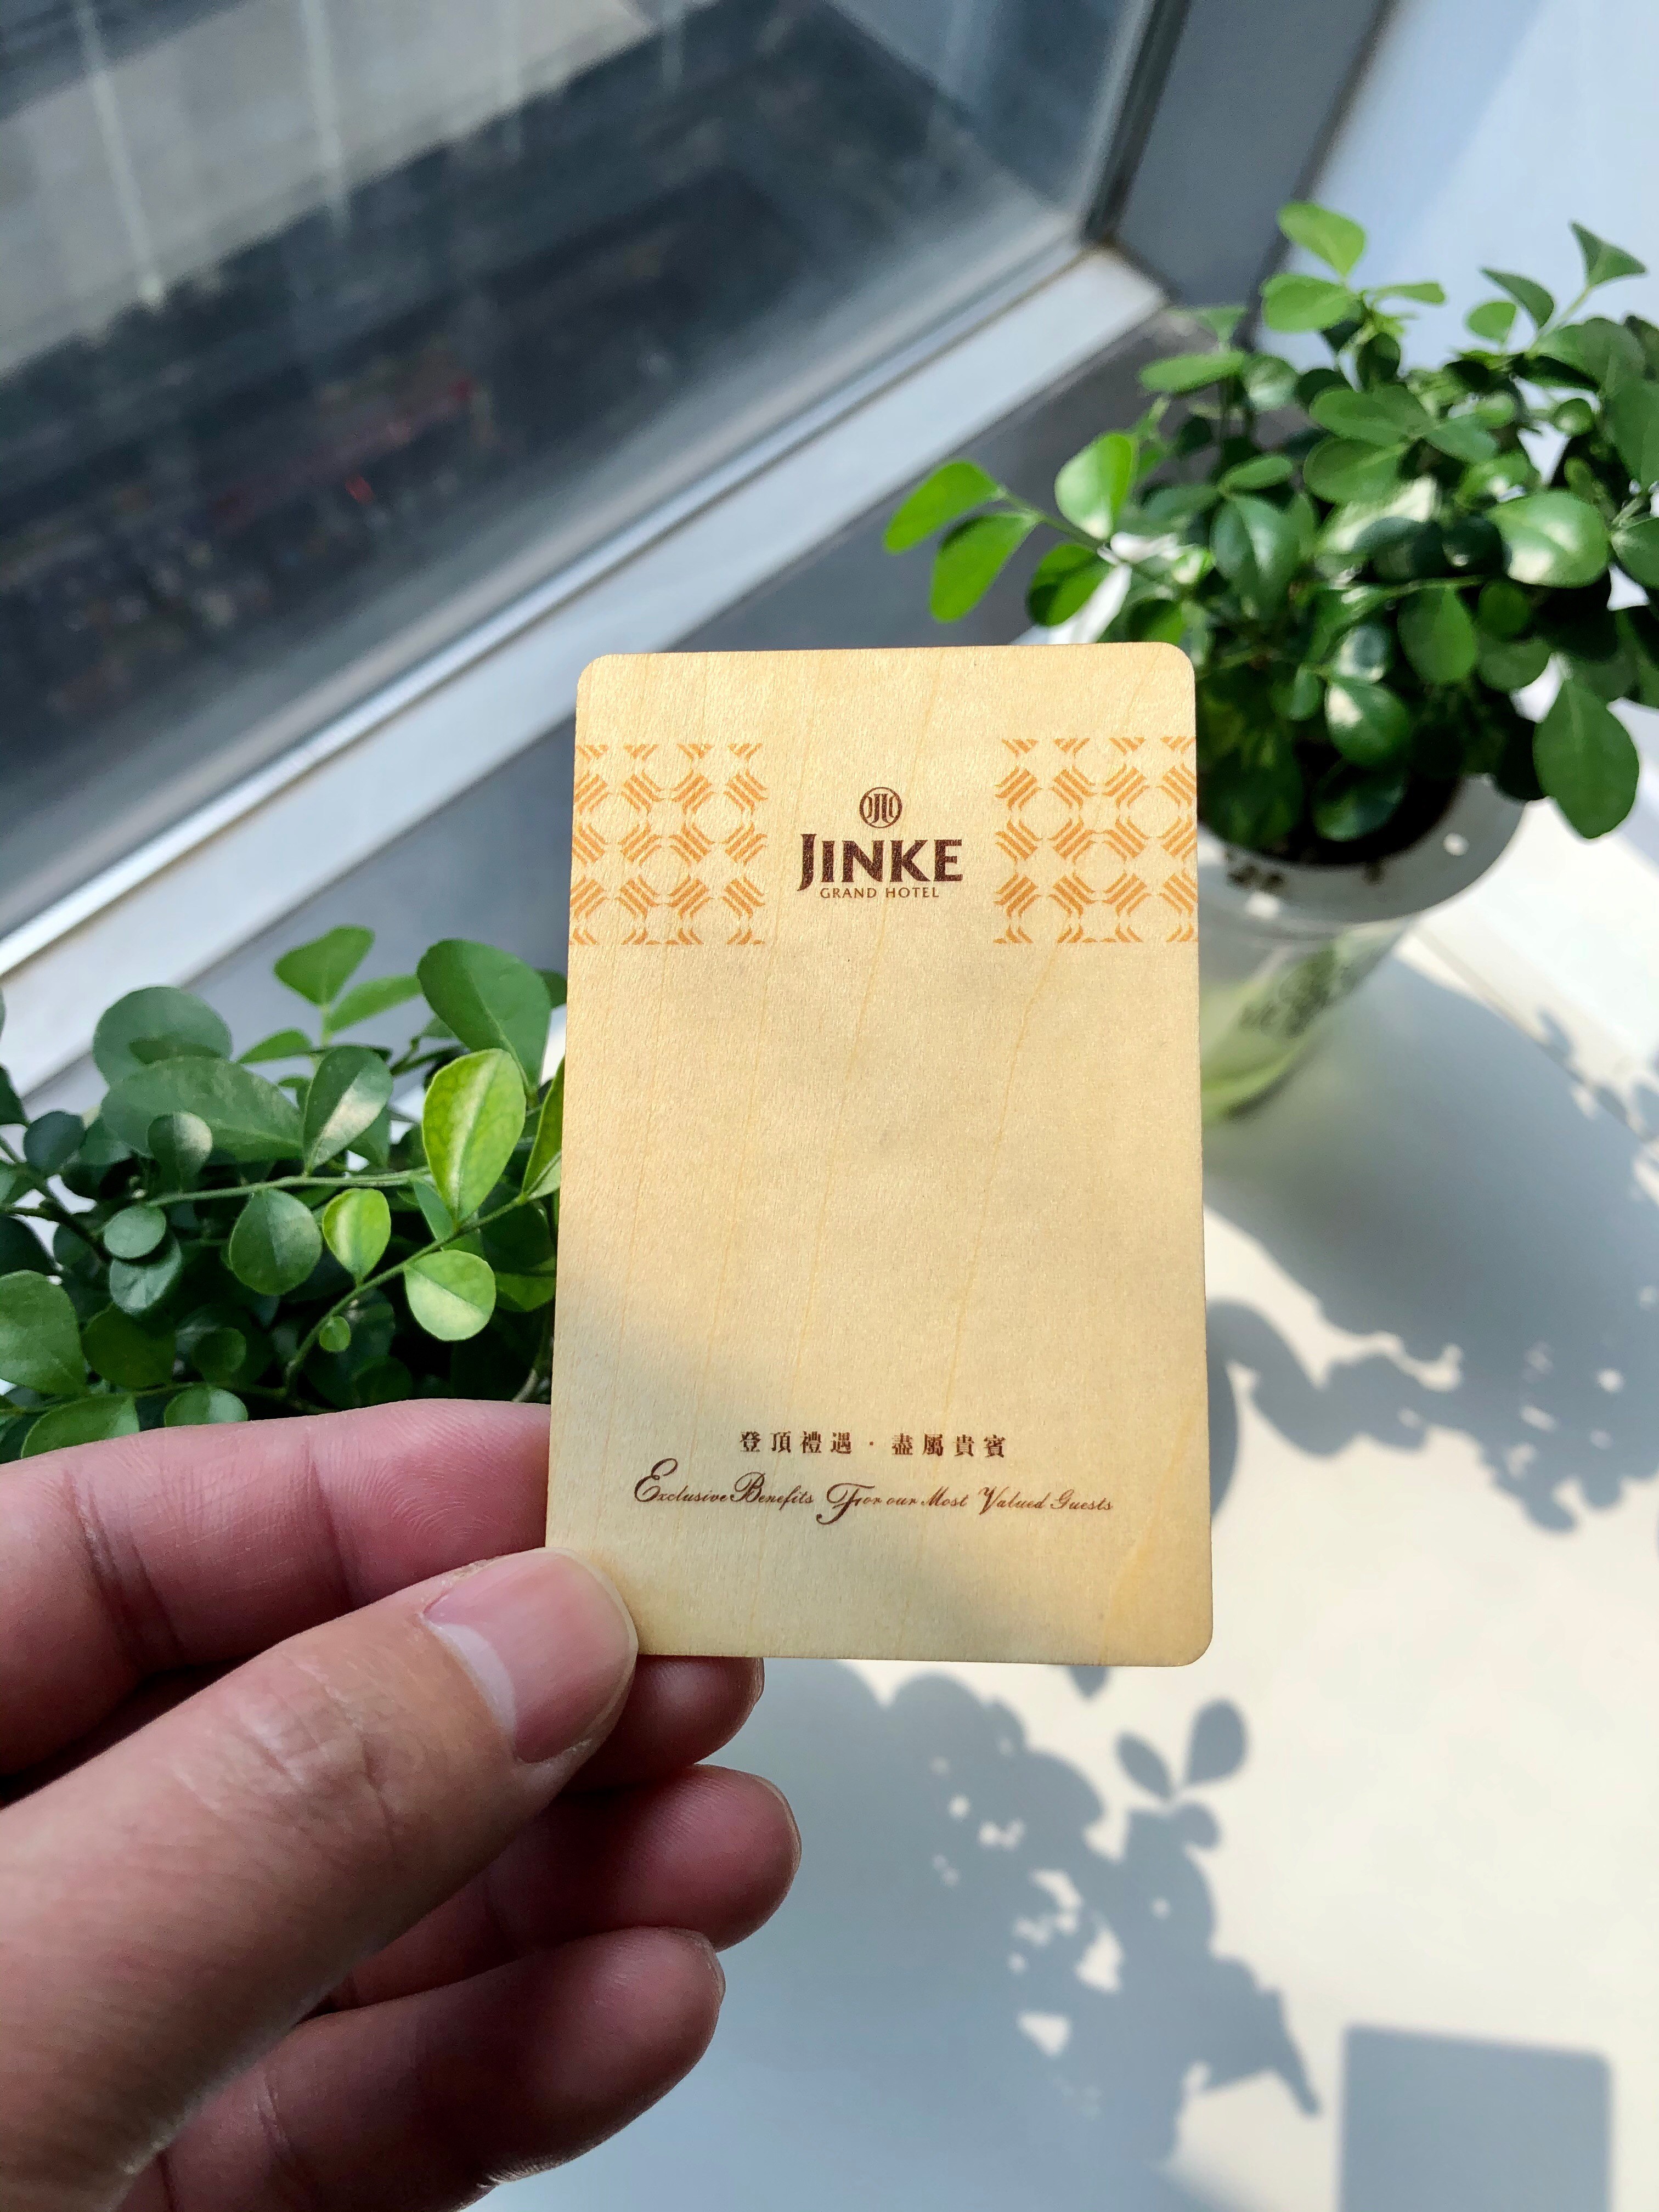 JINKE
GRAND HOTEL
登頂禮遇·盡屬貴賓
Exclusive Benefits For our Most Valued Guests